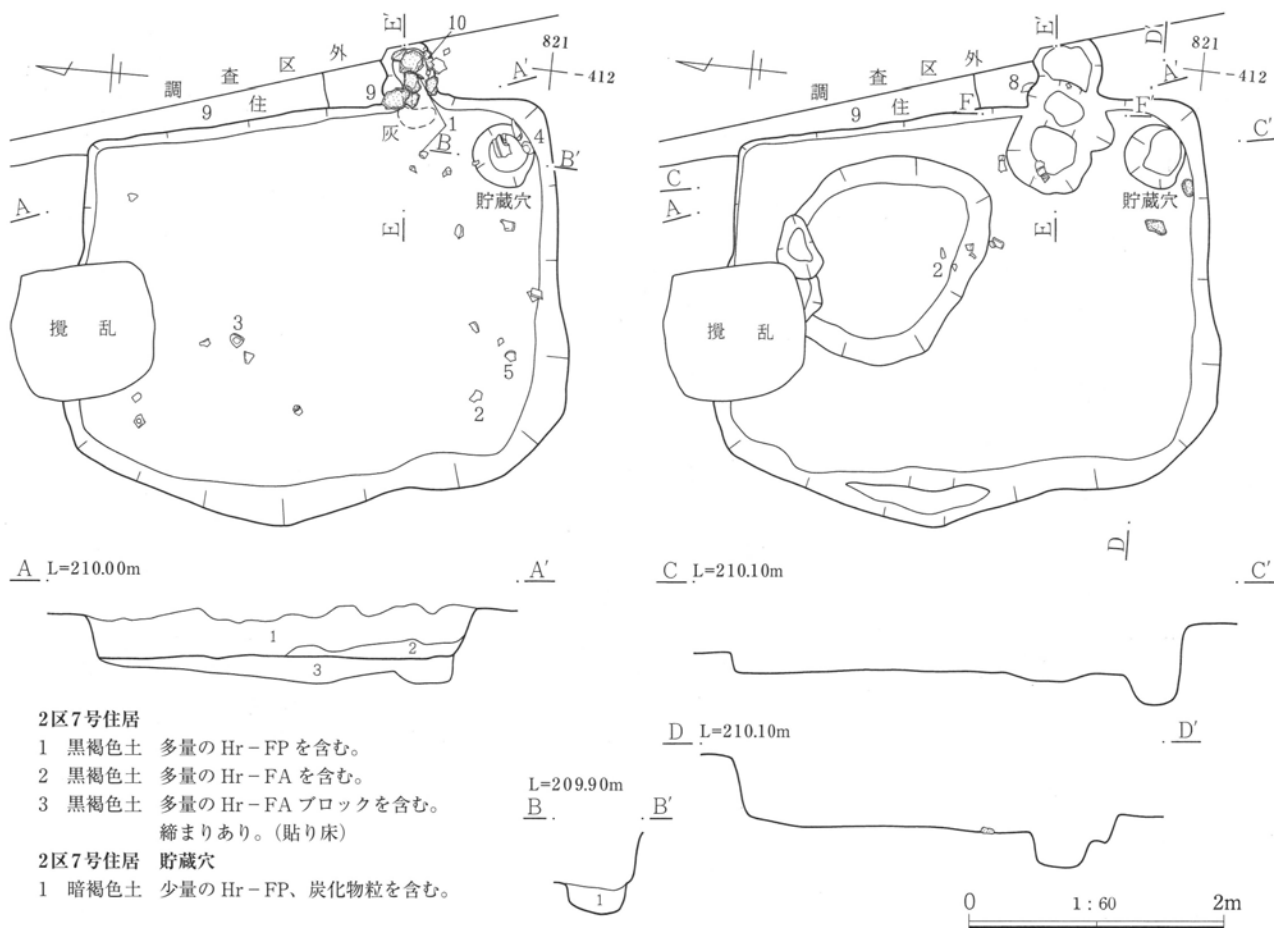 E
E′
10
821
-412
A′
調査区外
9住
9
灰
1
4
B
B′
貯蔵穴
A
E
攪乱
3
5
2
E′
D′
821
-412
A′
調査区外
8
9住
F
F′
C′
C
A
貯蔵穴
E
2
攪乱
D
A L=210.00m A′
1
2
3
C L=210.10m C′
2区7号住居
1 黒褐色土 多量のHr-FPを含む。
2 黒褐色土 多量のHr-FAを含む。
3 黒褐色土 多量のHr-FAブロックを含む。
締まりあり。(貼り床)
2区7号住居 貯蔵穴
1 暗褐色土 少量のHr-FP、炭化物粒を含む。
D L=210.10m D′
L=209.90m
B B′
1
0 1:60 2m